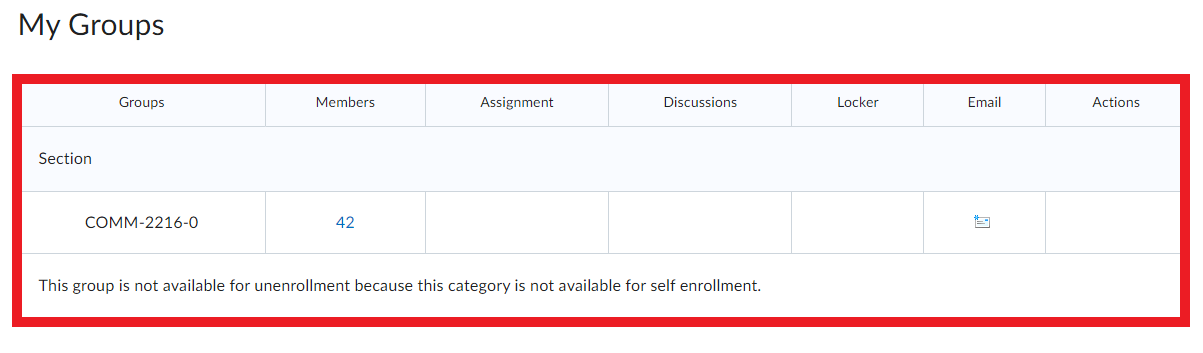 My Groups
Groups Members Assignment Discussions Locker Email Actions
Section
COMM-2216-0 42
This group is not available for unenrollment because this category is not available for self enrollment.